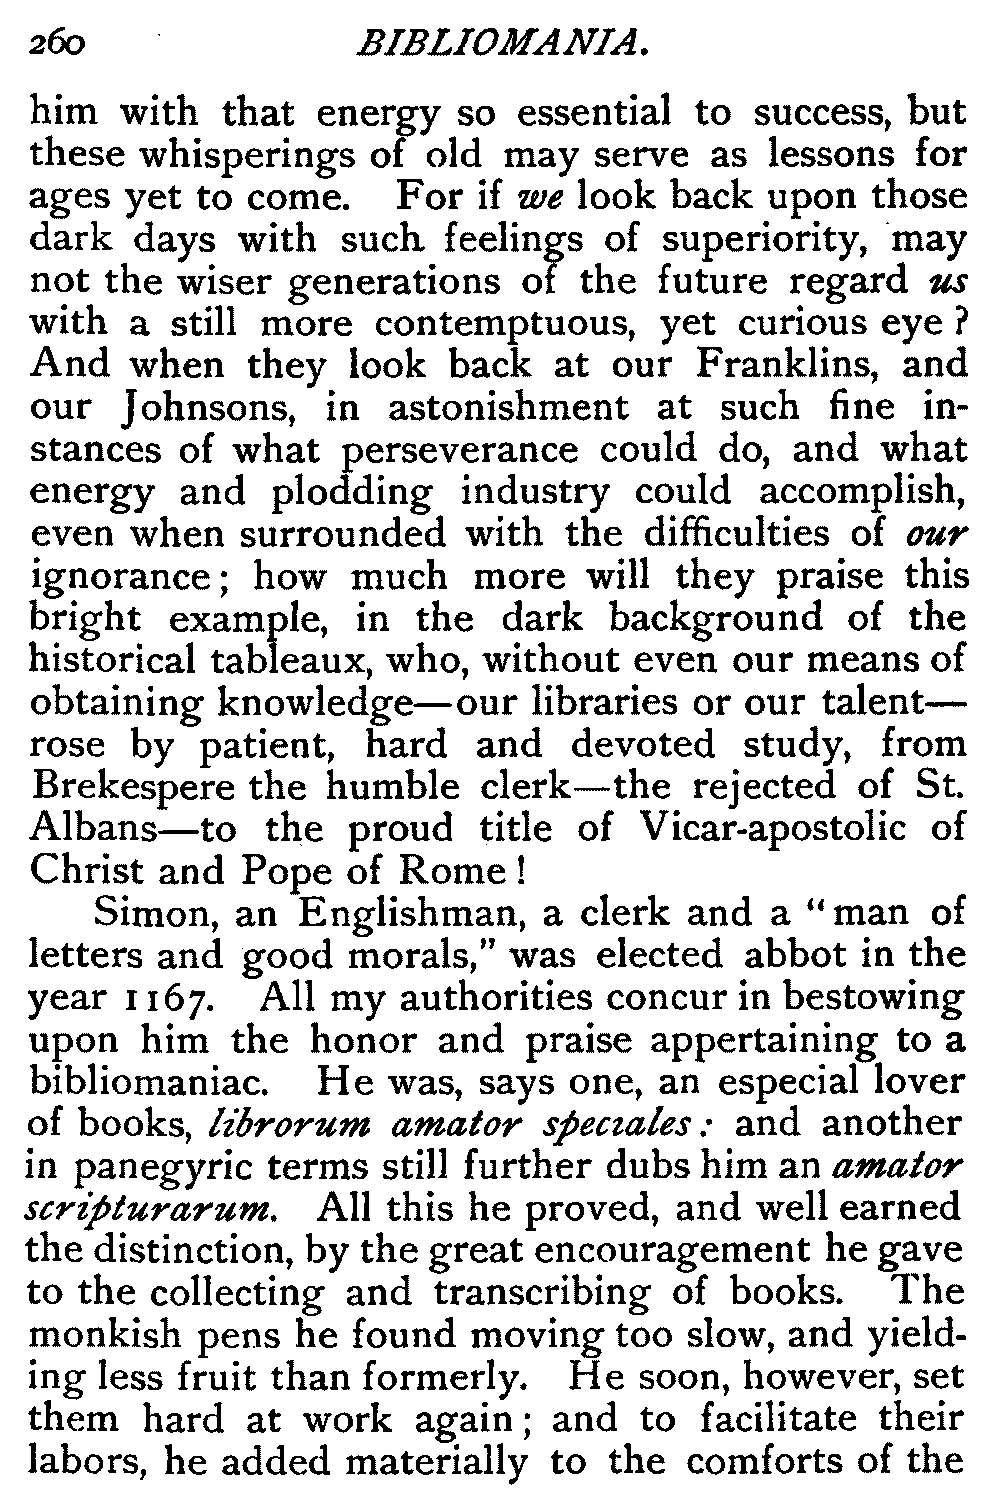 260 BIBLIOMANIA.
him with that energy so essential to success, but
these whisperings of old may serve as lessons for
ages yet to come. For if we look back upon those
dark days with such feelings of superiority, may
not the wiser generations of the future regard us
with a still more contemptuous, yet curious eye ?
And when they look back at our Franklins, and
our Johnsons, in astonishment at such fine in-
stances of what perseverance could do, and what
energy and plodding industry could accomplish,
even when surrounded with the difficulties of our
ignorance ; how much more will they praise this
bright example, in the dark background of the
historical tableaux, who, without even our means of
obtaining knowledge—our libraries or our talent—
rose by patient, hard and devoted study, from
Brekespere the humble clerk—the rejected of St.
Albans—to the proud title of Vicar-apostolic of
Christ and Pope of Rome !
Simon, an Englishman, a clerk and a "man of
letters and good morals," was elected abbot in the
year 1167. All my authorities concur in bestowing
upon him the honor and praise appertaining to a
bibliomaniac. He was, says one, an especial lover
of books, librorum amator speciales : and another
in panegyric terms still further dubs him an amator
scripturarum. All this he proved, and well earned
the distinction, by the great encouragement he gave
to the collecting and transcribing of books. The
monkish pens he found moving too slow, and yield-
ing less fruit than formerly. He soon, however, set
them hard at work again ; and to facilitate their
labors, he added materially to the comforts of the